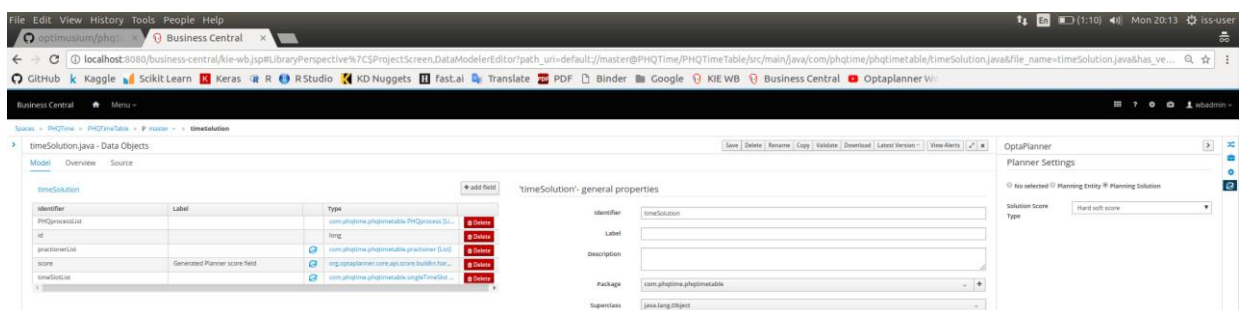 File Edit View History Tools People Help
En (1:10) Mon 20:13 iss-user
optimusium/phq
Business Central
localhost:8080/business-central/kie-wb.jsp#LibraryPerspective%7C$ProjectScreen,DataModelerEditor?path_uri=default://master@PHQTime/PHQTimeTable/src/main/java/com/phqtime/phqtimetable/timeSolution.java&file_name=timeSolution.java&has_ve...
GitHub Kaggle Scikit Learn Keras R RStudio KD Nuggets fast.ai Translate PDF Binder Google KIE WB Business Central Optaplanner
Business Central Menu wbadmin
Spaces > PHQTime > PHQTimeTable > master > timeSolution
timeSolution.java - Data Objects
Save Delete Rename Copy Validate Download Latest Version View Alerts
OptaPlanner
Model Overview Source
Planner Settings
timeSolution
+ add field
'timeSolution'- general properties
No selected Planning Entity Planning Solution
Identifier Label Type
PHQprocessList com.phqtime.phqtimetable.PHQprocess [Li... Delete
id long Delete
practionerList com.phqtime.phqtimetable.practioner [List] Delete
score Generated Planner score field org.optaplanner.core.api.score.buildin.har... Delete
timeSlotList com.phqtime.phqtimetable.singleTimeSlot ... Delete
Identifier timeSolution
Label
Description
Package com.phqtime.phqtimetable
Superclass java.lang.Object
Solution Score Type Hard soft score